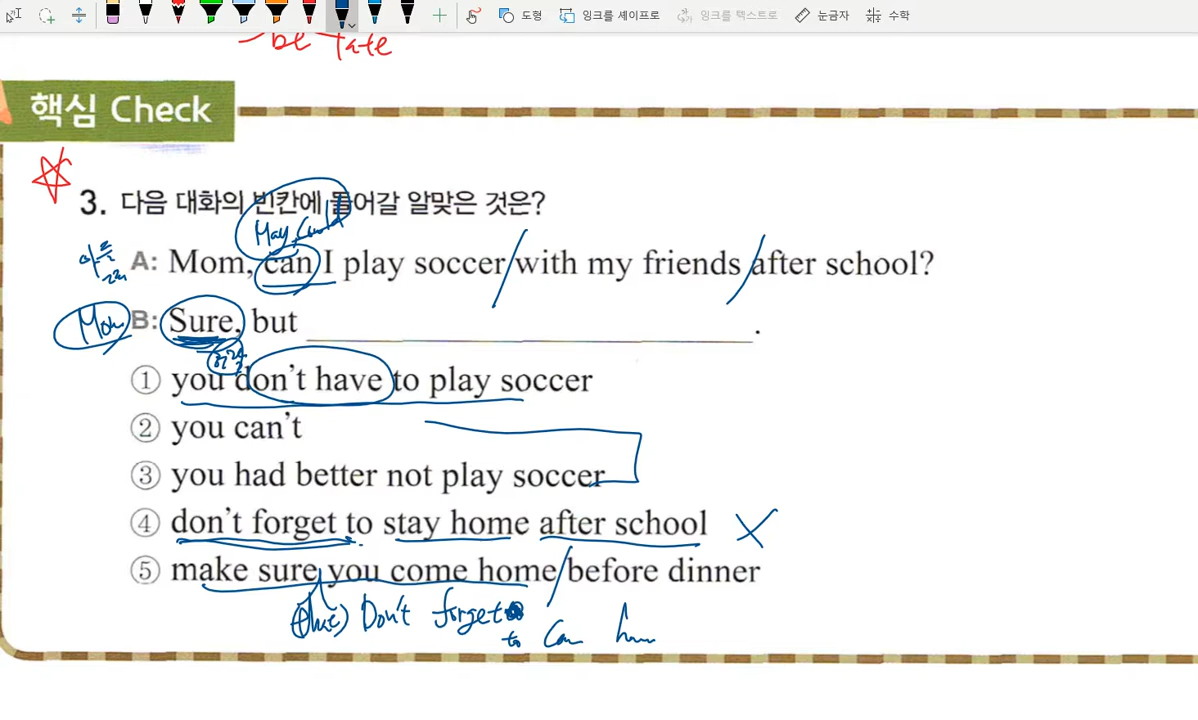 도형 잉크를 셰이프로 잉크를 텍스트로 눈금자 수학
be late
핵심 Check
3. 다음 대화의 빈칸에 들어갈 알맞은 것은?
May, Could
A: Mom, can I play soccer with my friends after school?
Mom B: Sure, but .
① you don't have to play soccer
② you can't
③ you had better not play soccer
④ don't forget to stay home after school
⑤ make sure you come home before dinner
(that) Don't forget
to